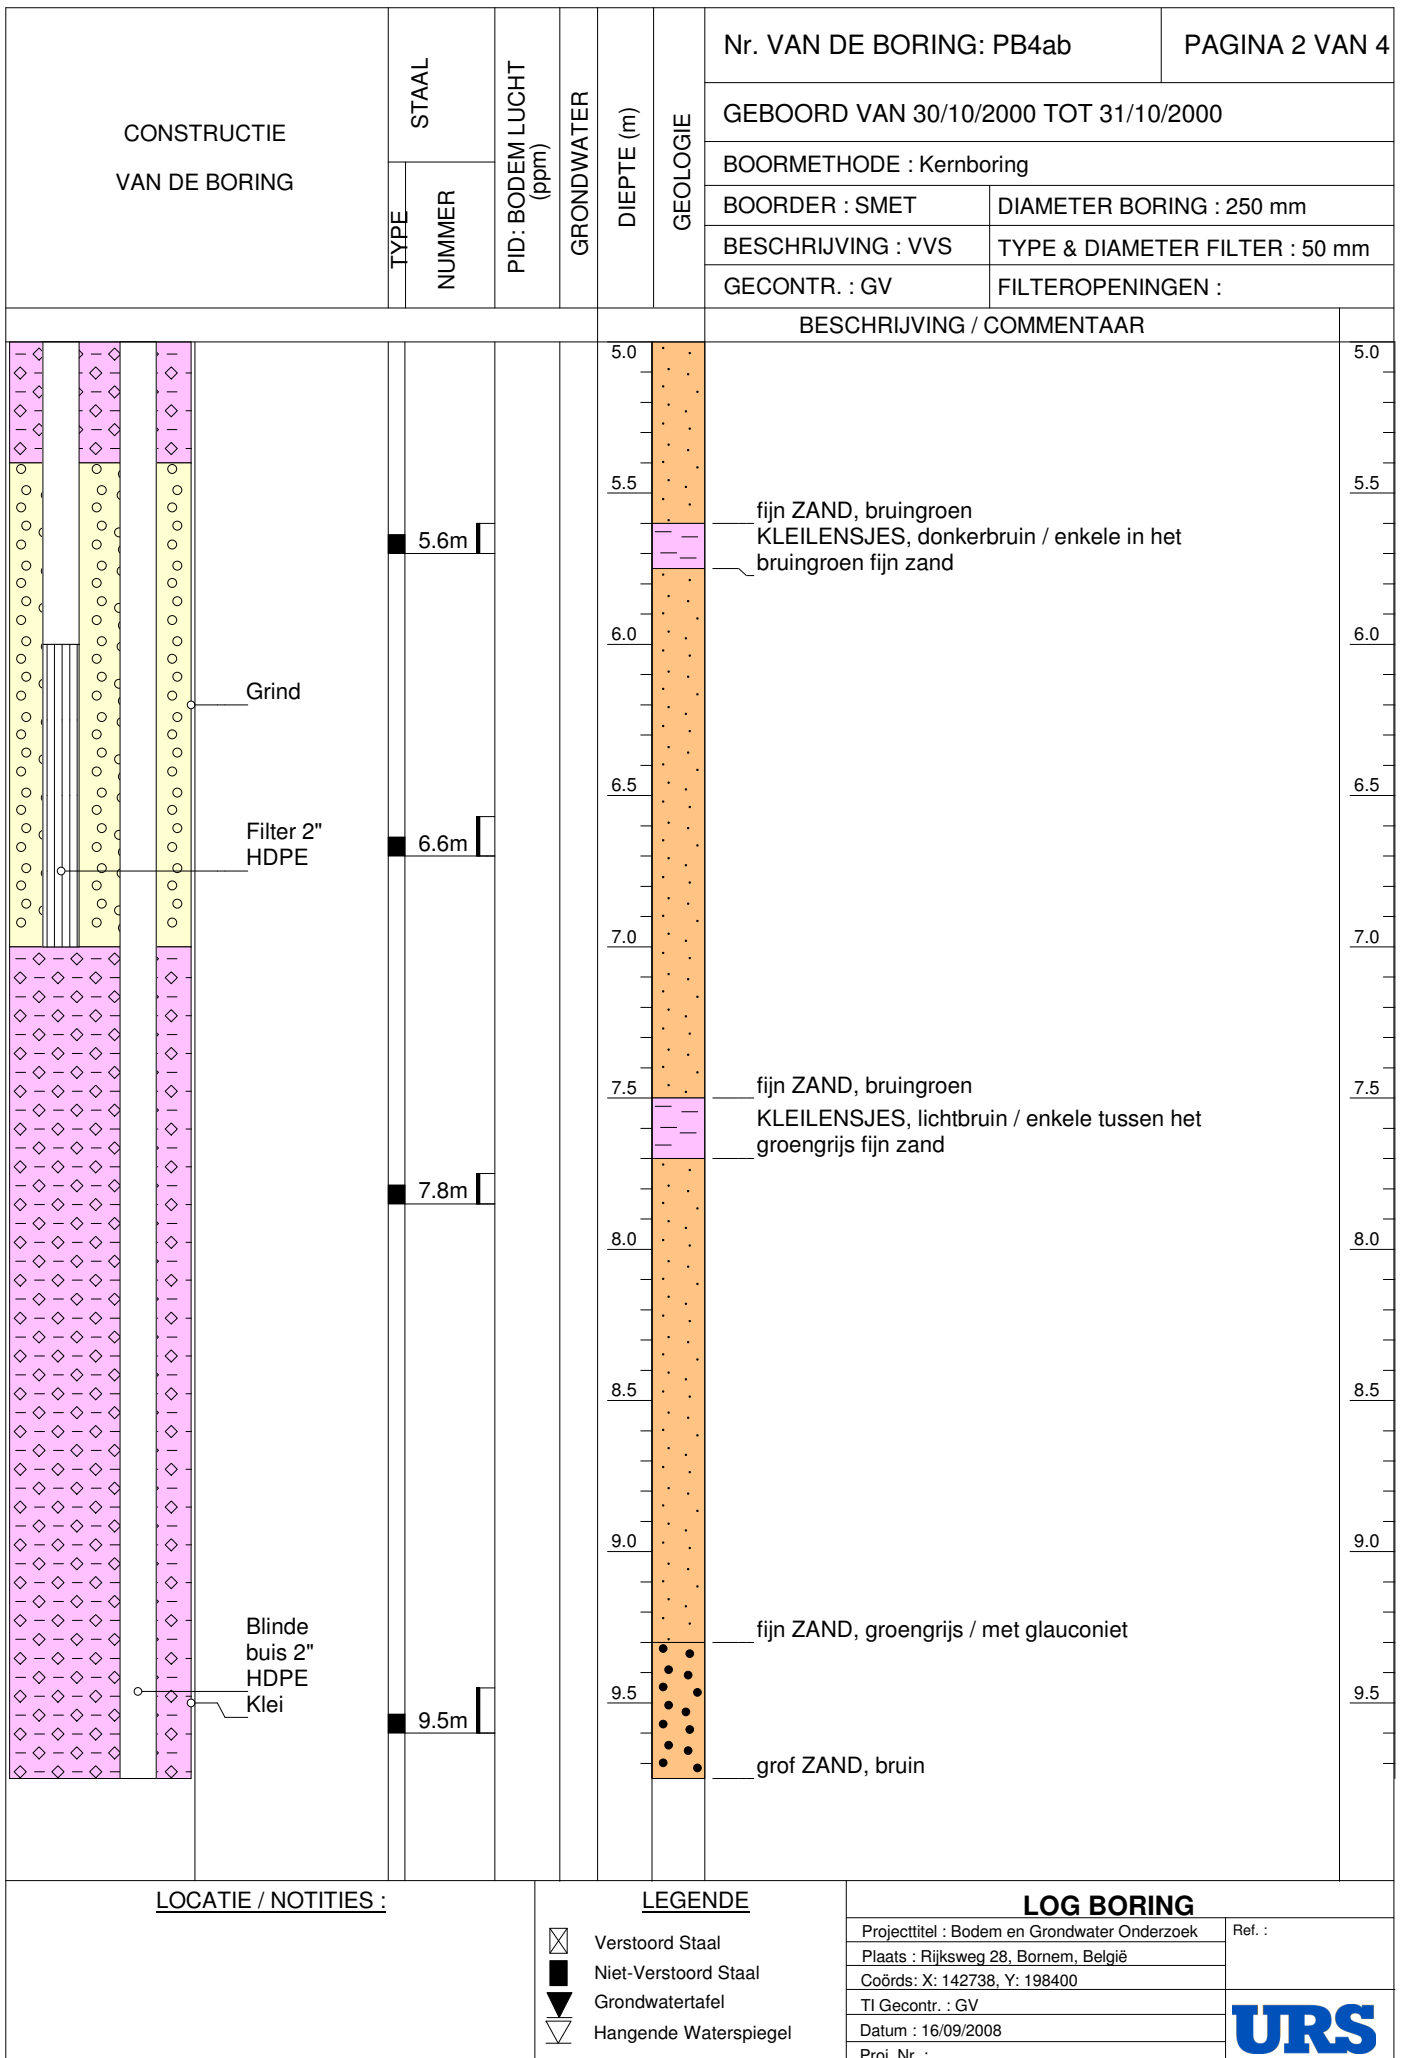 CONSTRUCTIE
VAN DE BORING
STAAL
TYPE
NUMMER
PID: BODEM LUCHT
(ppm)
GRONDWATER
DIEPTE (m)
GEOLOGIE
Nr. VAN DE BORING: PB4ab
PAGINA 2 VAN 4
GEBOORD VAN 30/10/2000 TOT 31/10/2000
BOORMETHODE : Kernboring
BOORDER : SMET
DIAMETER BORING : 250 mm
BESCHRIJVING : VVS
TYPE & DIAMETER FILTER : 50 mm
GECONTR. : GV
FILTEROPENINGEN :
BESCHRIJVING / COMMENTAAR
5.0
5.0
5.5
5.5
fijn ZAND, bruingroen
5.6m
KLEILENSJES, donkerbruin / enkele in het
bruingroen fijn zand
6.0
6.0
Grind
6.5
6.5
Filter 2"
HDPE
6.6m
7.0
7.0
7.5
7.5
fijn ZAND, bruingroen
KLEILENSJES, lichtbruin / enkele tussen het
groengrijs fijn zand
7.8m
8.0
8.0
8.5
8.5
9.0
9.0
Blinde
buis 2"
HDPE
Klei
fijn ZAND, groengrijs / met glauconiet
9.5
9.5
9.5m
grof ZAND, bruin
LOCATIE / NOTITIES :
LEGENDE
Verstoord Staal
Niet-Verstoord Staal
Grondwatertafel
Hangende Waterspiegel
LOG BORING
Projecttitel : Bodem en Grondwater Onderzoek
Ref. :
Plaats : Rijksweg 28, Bornem, België
Coörds: X: 142738, Y: 198400
TI Gecontr. : GV
Datum : 16/09/2008
Proj. Nr. :
URS